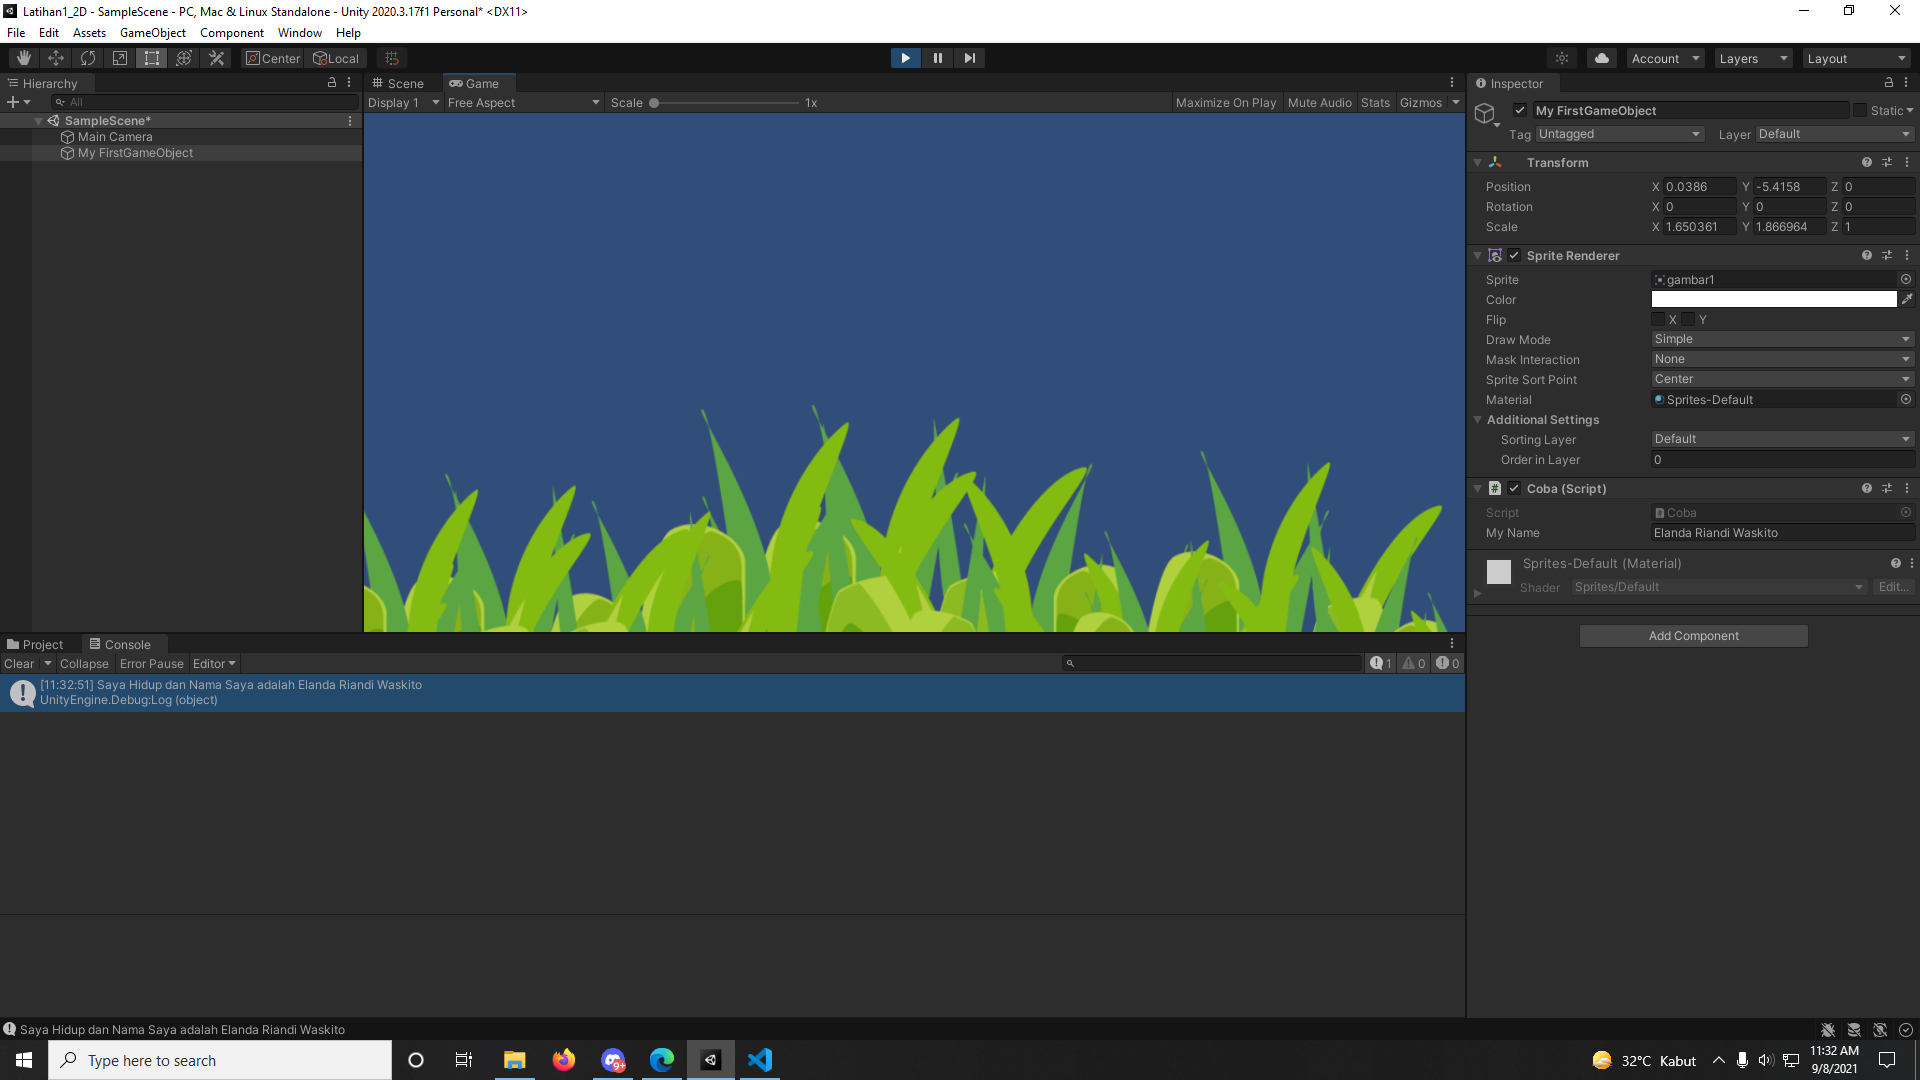 Latihan1_2D - SampleScene - PC, Mac & Linux Standalone - Unity 2020.3.17f1 Personal* <DX11>
File Edit Assets GameObject Component Window Help
Center Local Account Layers Layout
Hierarchy
All
SampleScene*
Main Camera
My FirstGameObject
Scene Game
Display 1 Free Aspect Scale 1x Maximize On Play Mute Audio Stats Gizmos
Inspector
My FirstGameObject Static
Tag Untagged Layer Default
Transform
Position X 0.0386 Y -5.4158 Z 0
Rotation X 0 Y 0 Z 0
Scale X 1.650361 Y 1.866964 Z 1
Sprite Renderer
Sprite gambar1
Color
Flip X Y
Draw Mode Simple
Mask Interaction None
Sprite Sort Point Center
Material Sprites-Default
Additional Settings
Sorting Layer Default
Order in Layer 0
# Coba (Script)
Script Coba
My Name Elanda Riandi Waskito
Sprites-Default (Material)
Shader Sprites/Default Edit...
Add Component
Project Console
Clear Collapse Error Pause Editor 1 0 0
[11:32:51] Saya Hidup dan Nama Saya adalah Elanda Riandi Waskito
UnityEngine.Debug:Log (object)
Saya Hidup dan Nama Saya adalah Elanda Riandi Waskito
Type here to search
9+
32°C Kabut
11:32 AM
9/8/2021